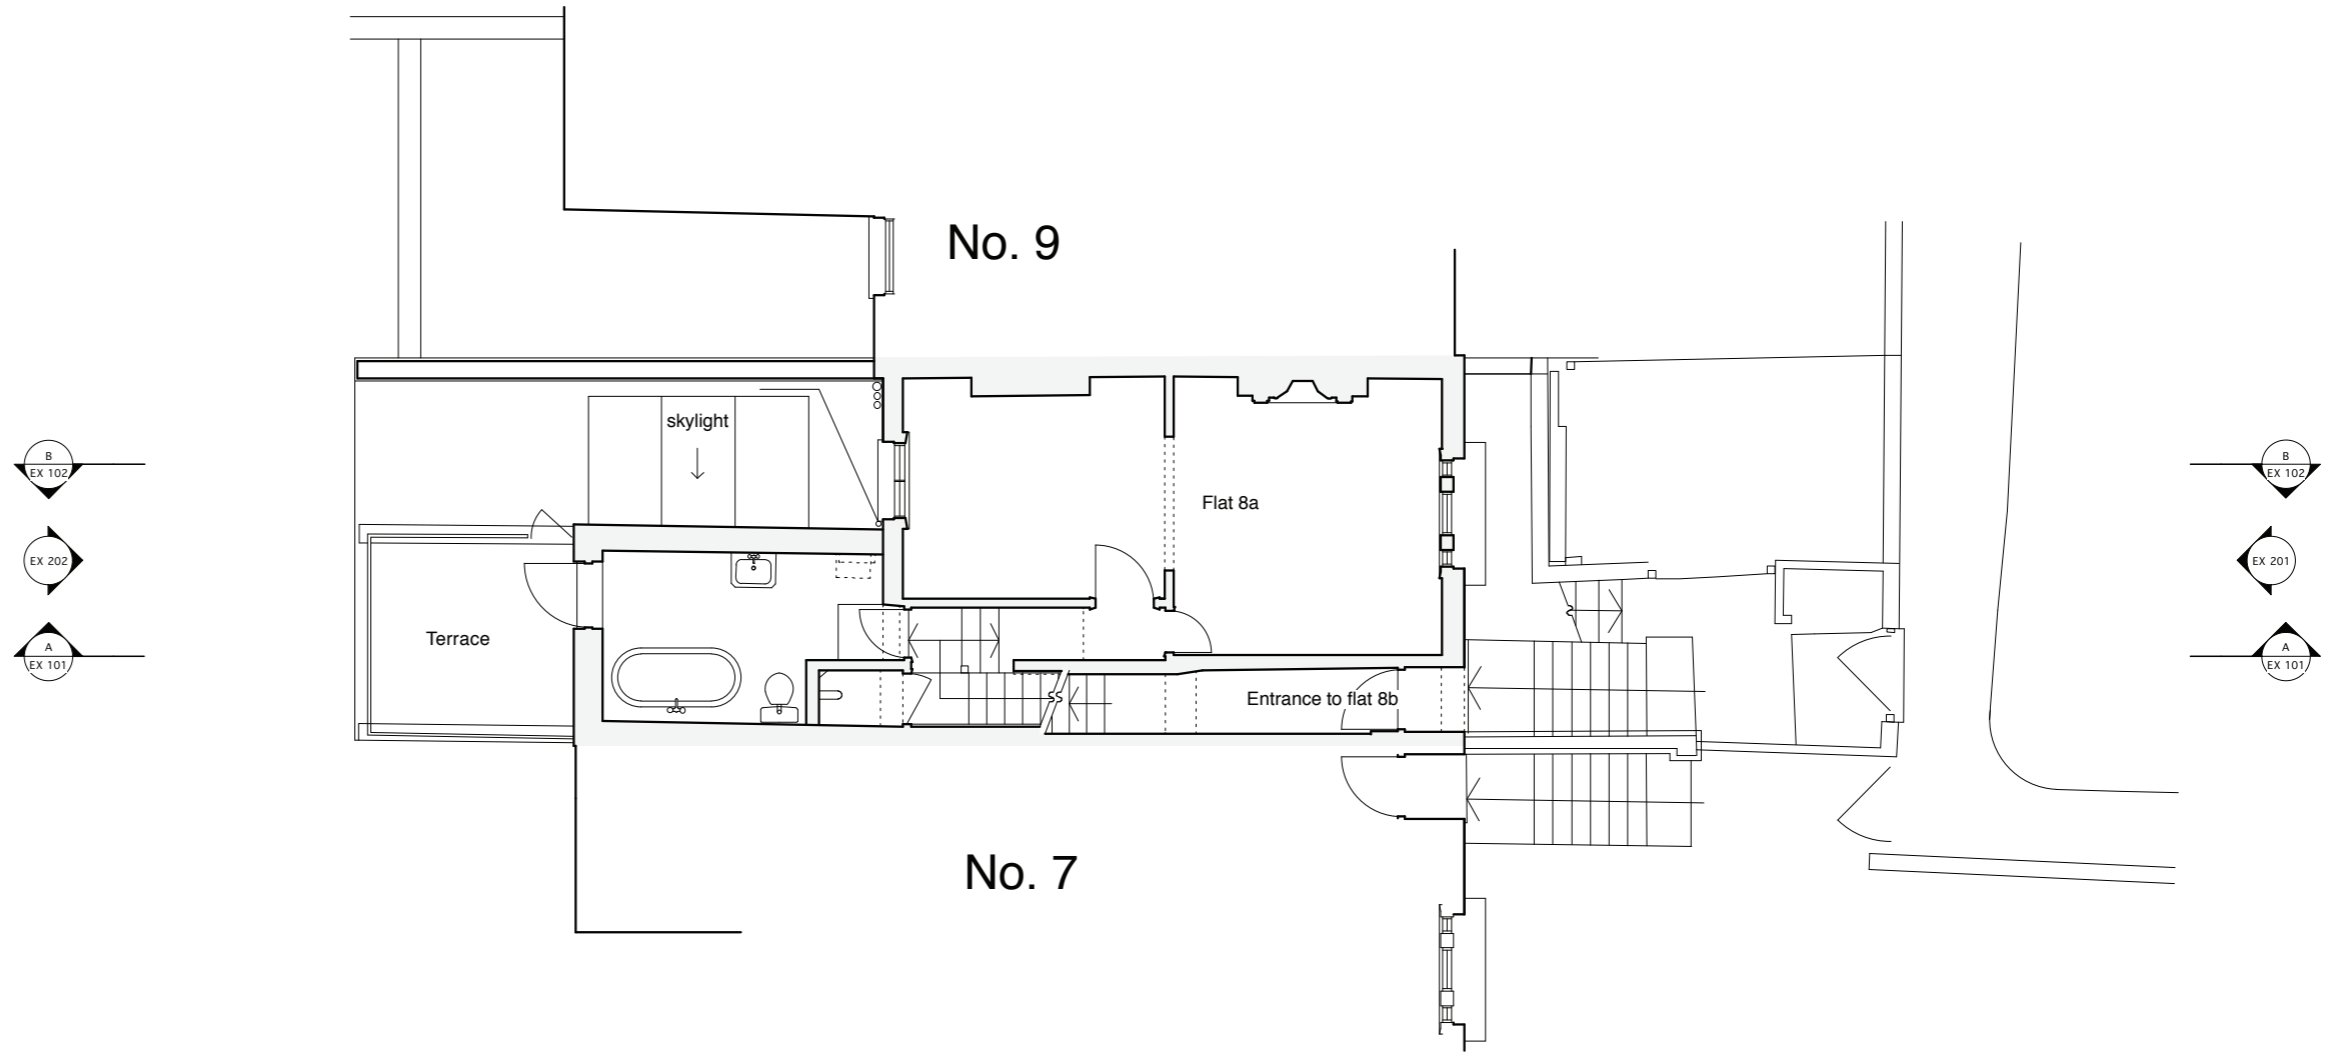 No. 9
skylight
B
EX 102
B
EX 102
Flat 8a
EX 202
EX 201
Terrace
A
EX 101
A
EX 101
Entrance to flat 8b
No. 7